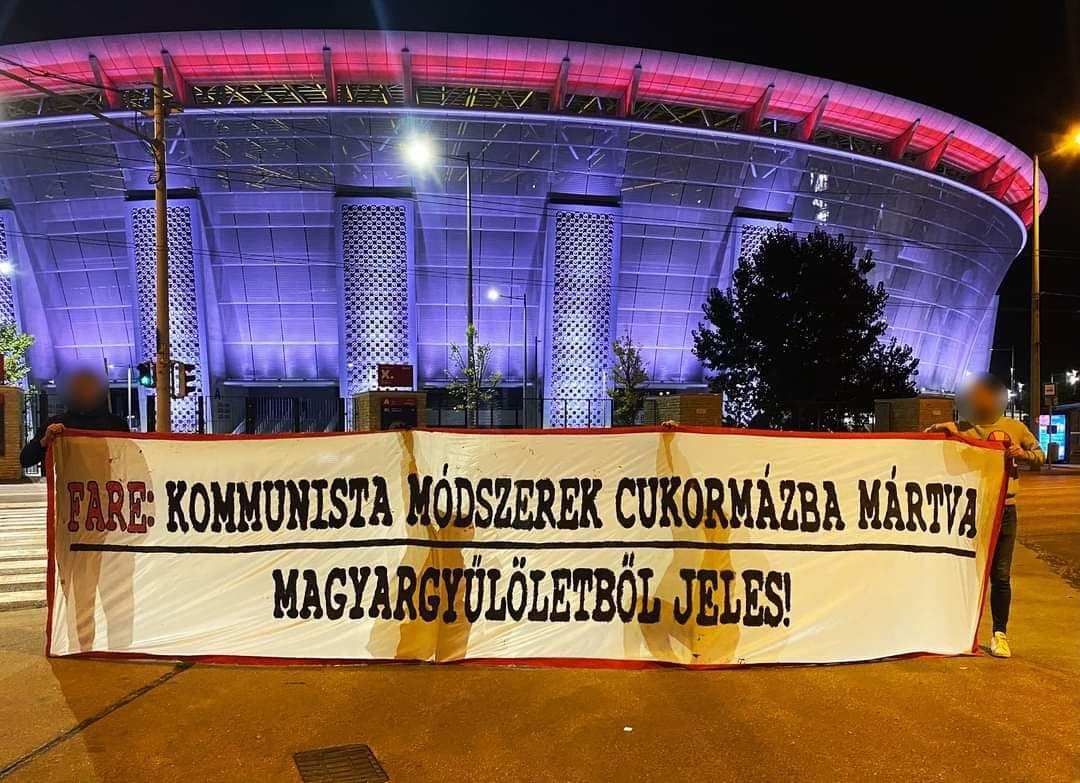 X.
A
FARE: KOMMUNISTA MÓDSZEREK CUKORMÁZBA MÁRTVA
MAGYARGYŰLÖLETBŐL JELES!